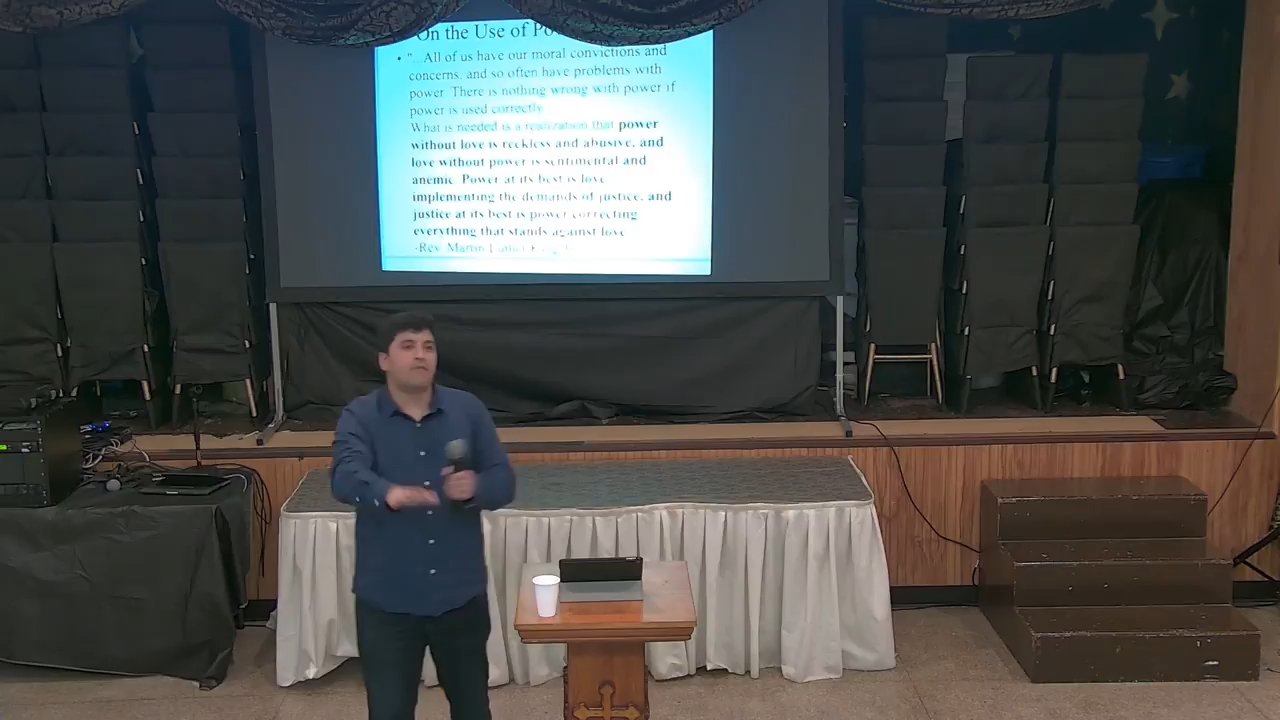 On the Use of Po
• "...All of us have our moral convictions and
concerns, and so often have problems with
power. There is nothing wrong with power if
power is used correctly
What is needed is a realization that power
without love is reckless and abusive, and
love without power is sentimental and
anemic. Power at its best is love
implementing the demands of justice, and
justice at its best is power correcting
everything that stands against love
-Rev. Martin Luther King